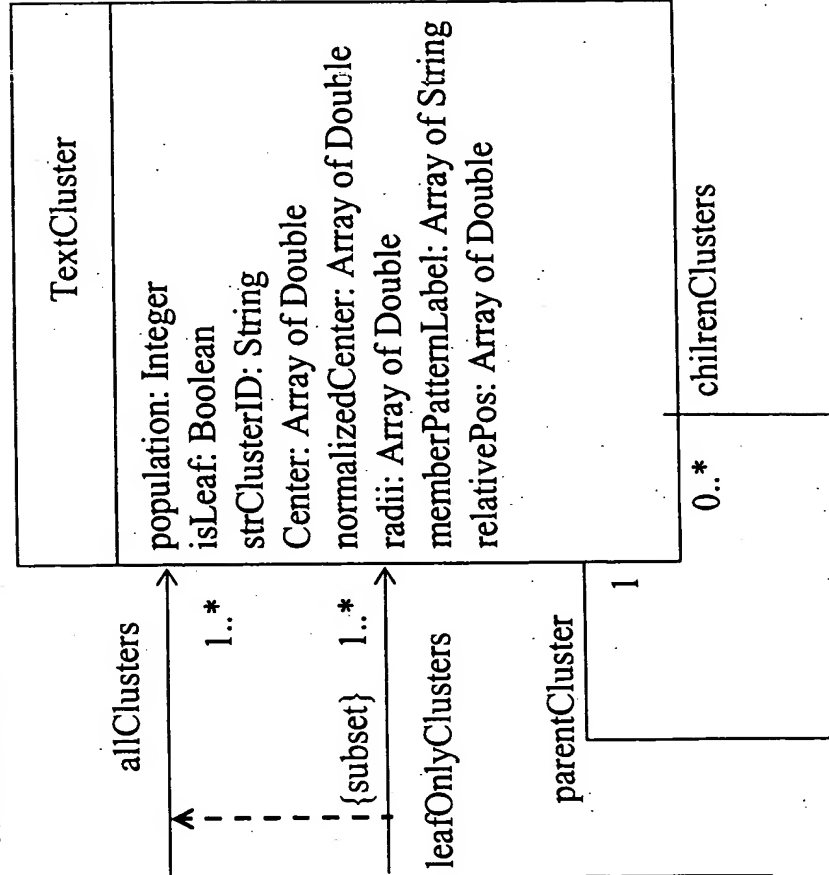 TextCluster
population: Integer
isLeaf: Boolean
strClusterID: String
Center: Array of Double
normalizedCenter: Array of Double
radii: Array of Double
memberPatternLabel: Array of String
relativePos: Array of Double
allClusters
1..*
{subset} 1..*
leafOnlyClusters
parentCluster
1
0..*
chilrenClusters